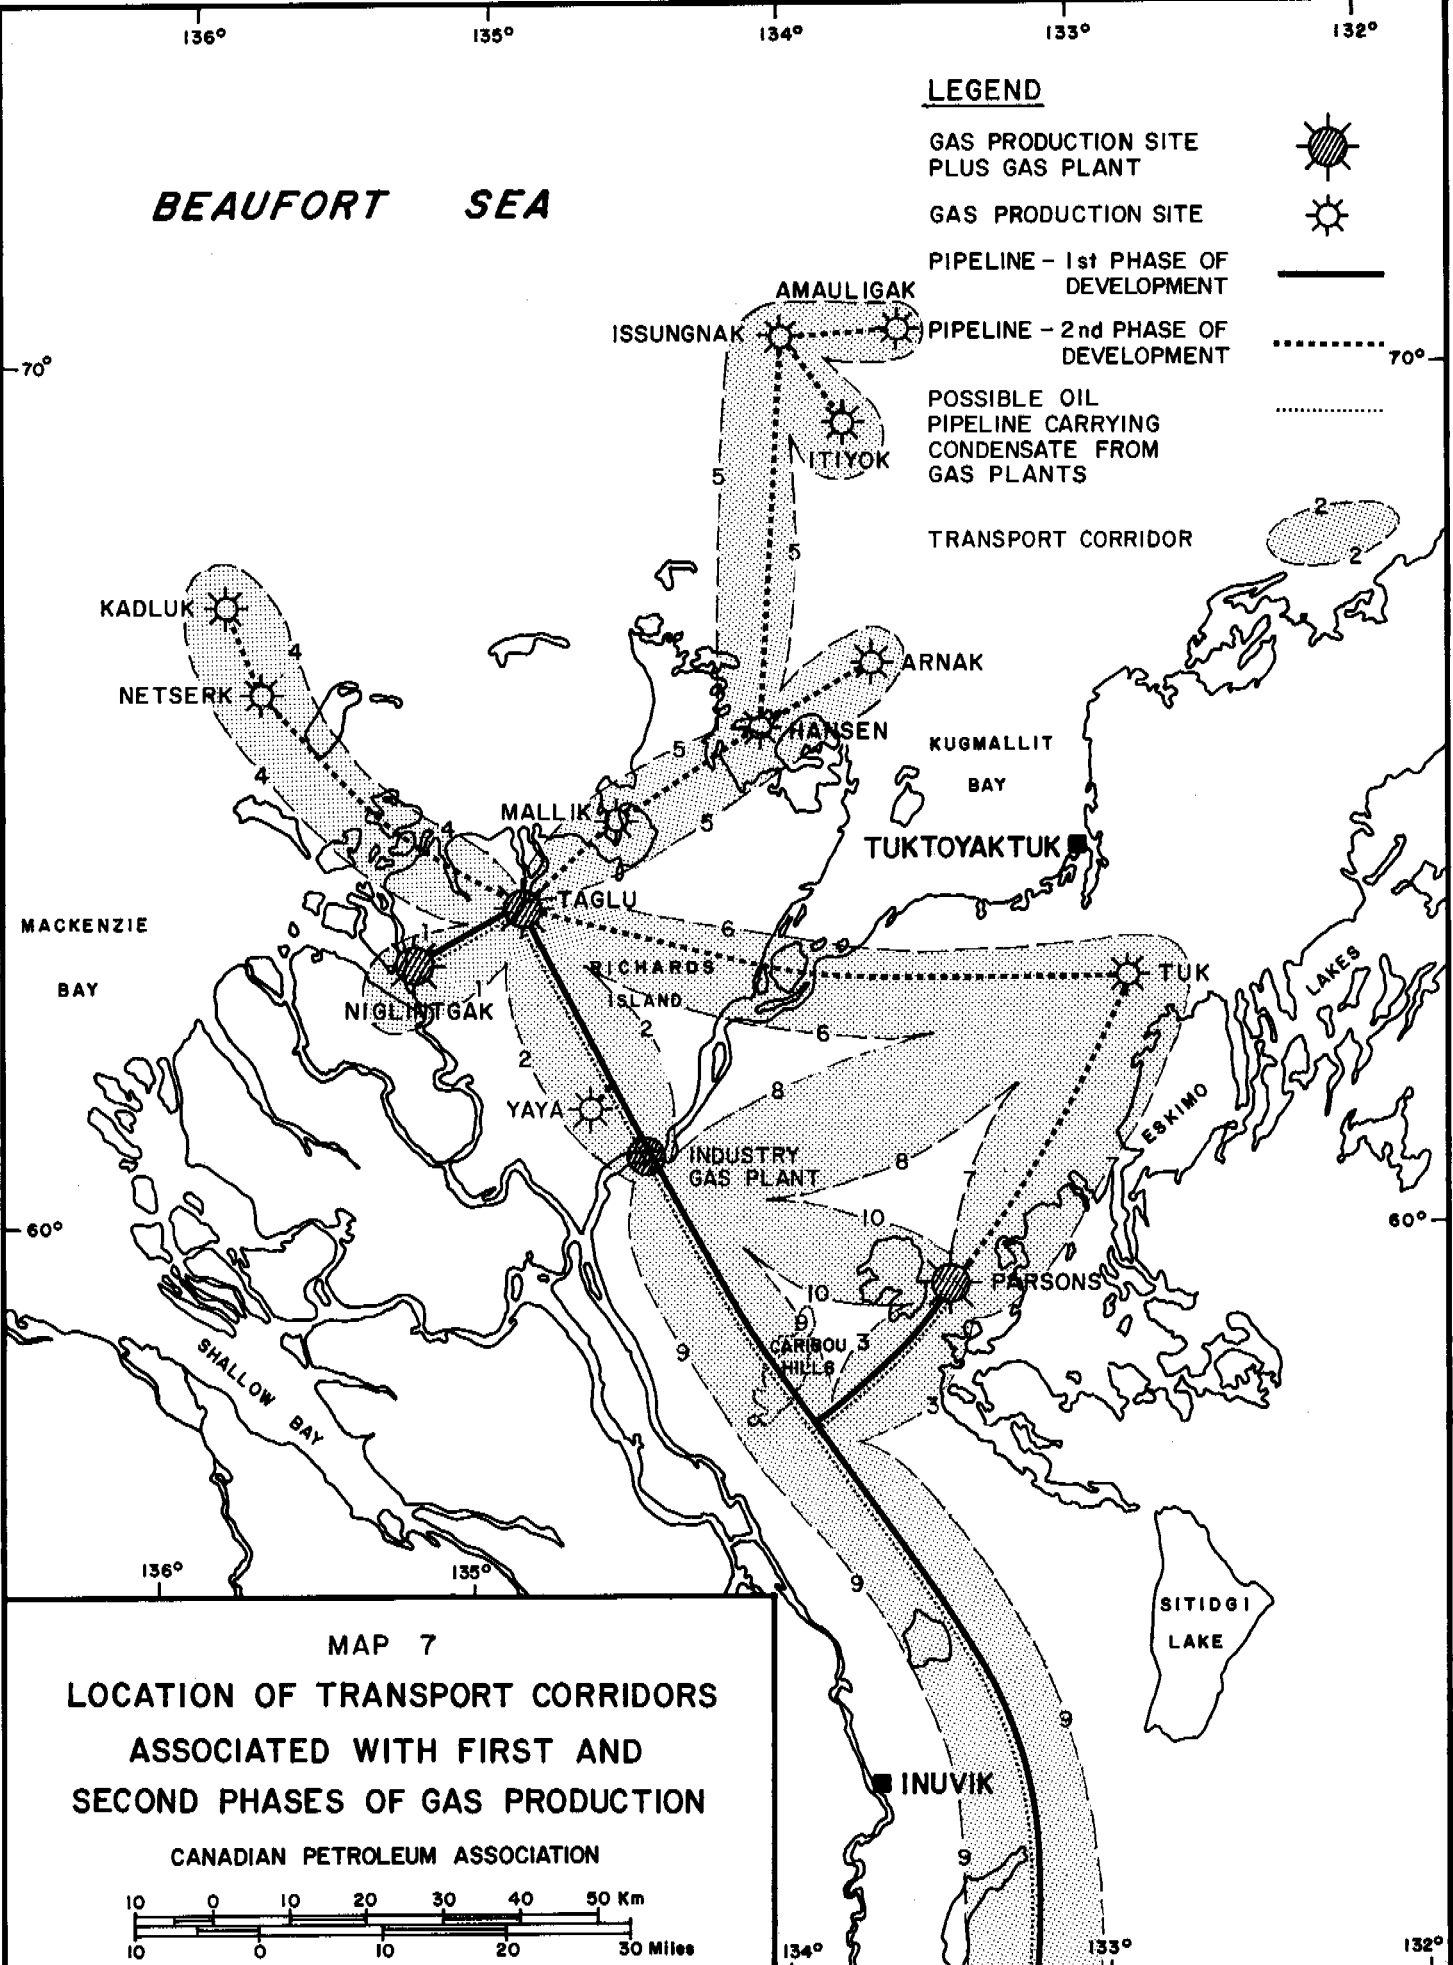 136°
135°
134°
133°
132°
LEGEND
GAS PRODUCTION SITE
PLUS GAS PLANT
GAS PRODUCTION SITE
PIPELINE - 1st PHASE OF
DEVELOPMENT
PIPELINE - 2nd PHASE OF
DEVELOPMENT
POSSIBLE OIL
PIPELINE CARRYING
CONDENSATE FROM
GAS PLANTS
TRANSPORT CORRIDOR
2
2
BEAUFORT SEA
AMAULIGAK
ISSUNGNAK
70°
70°
ITIYOK
5
5
KADLUK
4
NETSERK
ARNAK
HANSEN
5
4
KUGMALLIT
BAY
MALLIK
5
4
TUKTOYAKTUK
TAGLU
MACKENZIE
BAY
1
6
RICHARDS
ISLAND
TUK
LAKES
1
NIGLINTGAK
2
6
2
8
YAYA
ESKIMO
INDUSTRY
GAS PLANT
8
7
7
60°
60°
10
PARSONS
10
9
CARIBOU
HILLS
3
9
3
SHALLOW
BAY
136°
135°
9
SITIDGI
LAKE
9
INUVIK
9
134°
133°
132°
MAP 7
LOCATION OF TRANSPORT CORRIDORS
ASSOCIATED WITH FIRST AND
SECOND PHASES OF GAS PRODUCTION
CANADIAN PETROLEUM ASSOCIATION
10 0 10 20 30 40 50 Km
10 0 10 20 30 Miles